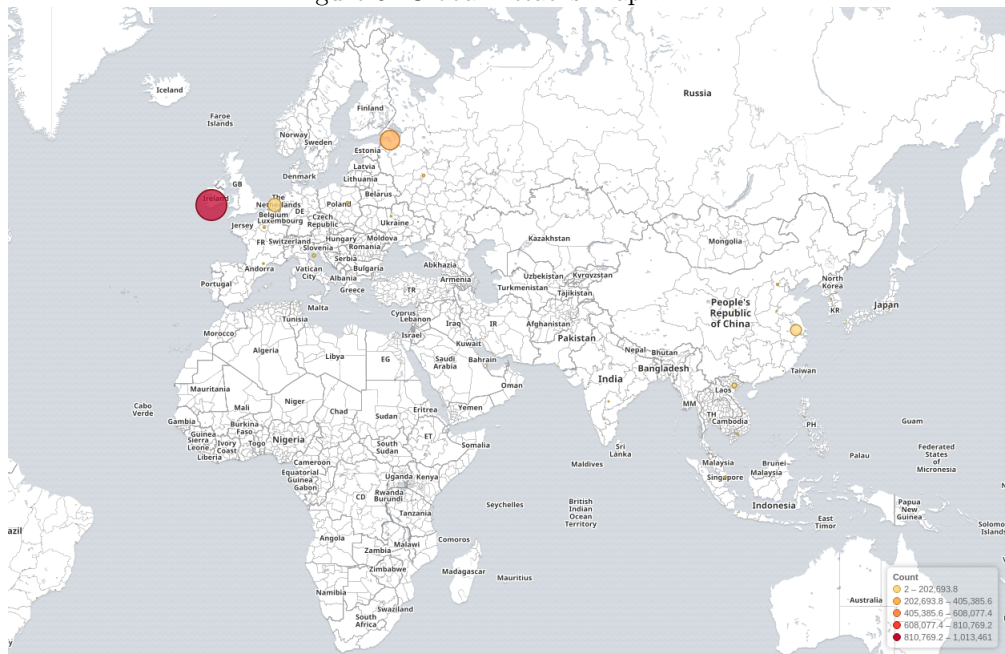 Iceland
Faroe
Islands
Finland
Russia
Norway
Sweden
Estonia
Latvia
Lithuania
Denmark
GB
Ireland
The
Netherlands
Belgium
Luxembourg
DE
Poland
Belarus
Czech
Republic
Ukraine
Jersey
FR
Switzerland
Slovenia
Hungary
Moldova
Romania
Serbia
Bulgaria
Andorra
Vatican
City
Albania
Greece
Portugal
Abkhazia
Armenia
TR
Kazakhstan
Uzbekistan
Kyrgyzstan
Turkmenistan
Tajikistan
Mongolia
North
Korea
KR
Japan
People's
Republic
of China
Malta
Tunisia
Cyprus
Lebanon
Israel
Iraq
IR
Afghanistan
Pakistan
Morocco
Algeria
Libya
EG
Kuwait
Saudi
Arabia
Bahrain
Oman
Nepal
Bhutan
Bangladesh
India
Taiwan
Laos
MM
TH
Cambodia
PH
Guam
Mauritania
Mali
Niger
Chad
Sudan
Eritrea
Yemen
Cabo
Verde
Gambia
Guinea
Sierra
Leone
Liberia
Burkina
Faso
Ivory
Coast
Togo
Nigeria
ET
Somalia
South
Sudan
Cameroon
Equatorial
Guinea
Gabon
CD
Uganda
Kenya
Rwanda
Burundi
Tanzania
Sri
Lanka
Maldives
Malaysia
Singapore
Brunei
Malaysia
Palau
Federated
States
of
Micronesia
Seychelles
British
Indian
Ocean
Territory
Indonesia
East
Timor
Papua
New
Guinea
Solomon
Islands
azil
Angola
Zambia
Malawi
Comoros
Zimbabwe
Madagascar
Mauritius
Namibia
Swaziland
South
Africa
Australia
Count
2 – 202,693.8
202,693.8 – 405,385.6
405,385.6 – 608,077.4
608,077.4 – 810,769.2
810,769.2 – 1,013,461